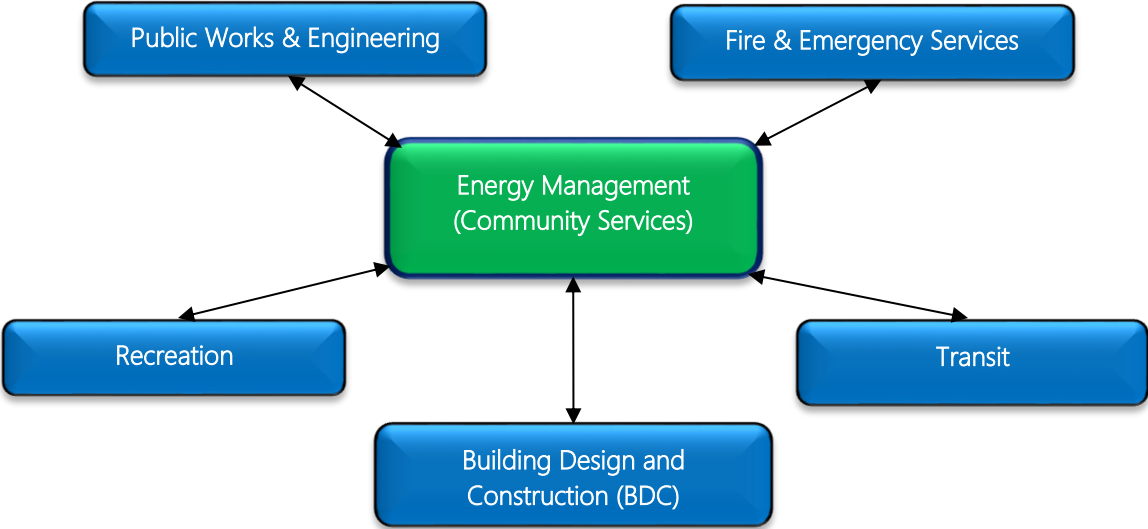 Public Works & Engineering
Fire & Emergency Services
Energy Management
(Community Services)
Recreation
Transit
Building Design and
Construction (BDC)